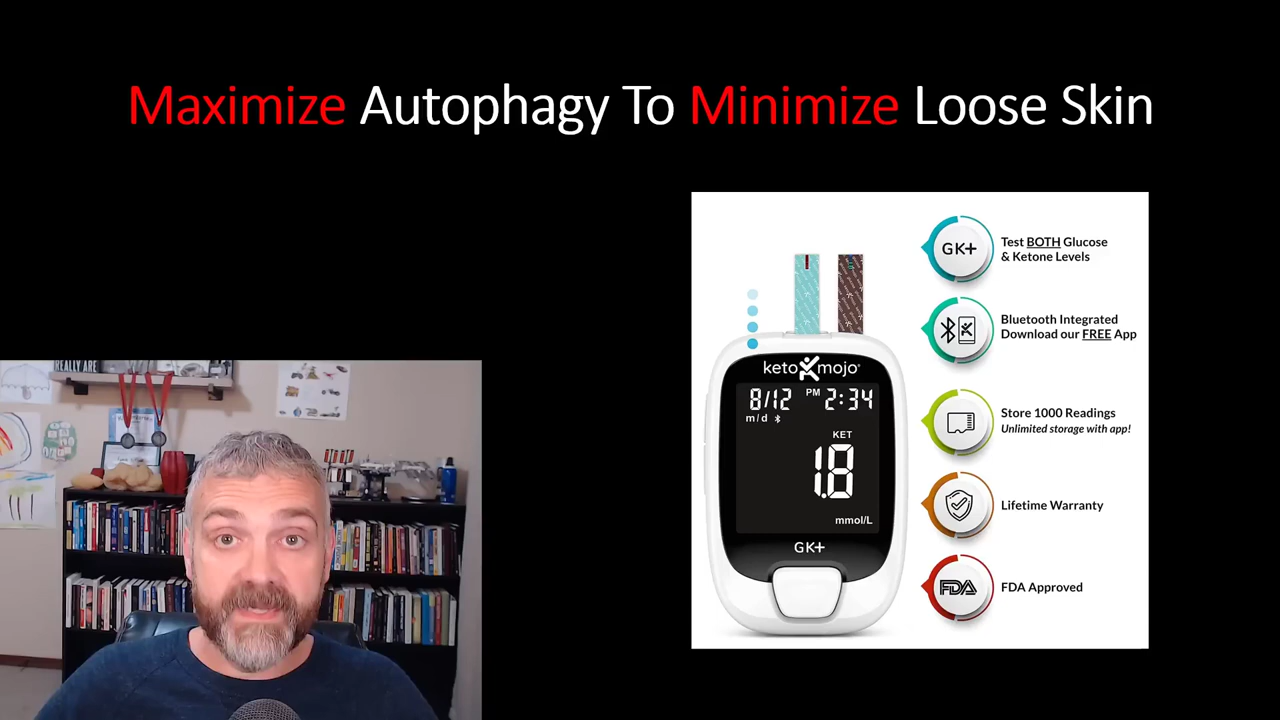 Maximize Autophagy To Minimize Loose Skin
GK+
Test BOTH Glucose
& Ketone Levels
Bluetooth Integrated
Download our FREE App
Store 1000 Readings
Unlimited storage with app!
Lifetime Warranty
FDA
FDA Approved
keto mojo
8/12 PM 2:34
m/d
KET
1.8
mmol/L
GK+
REALLY ARE